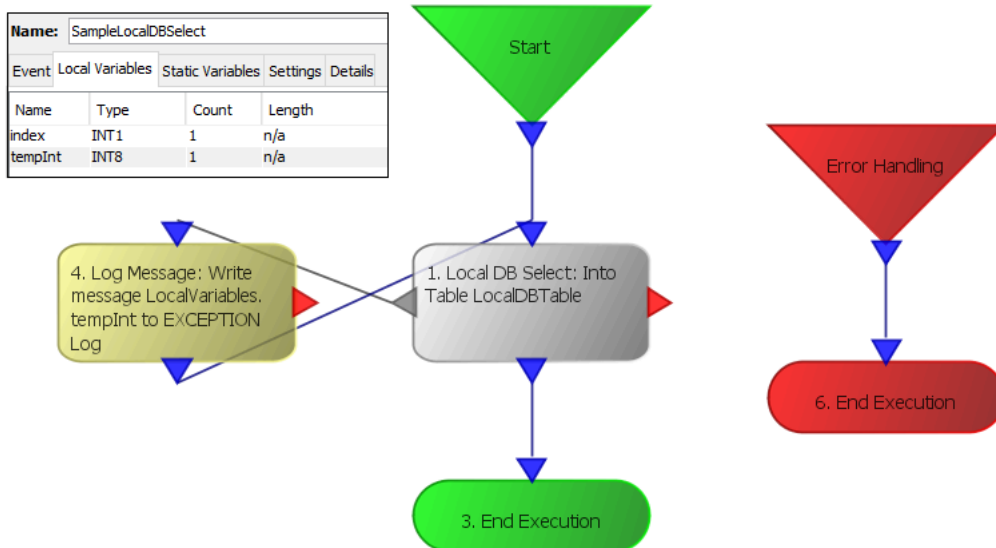 Name: SampleLocalDBSelect
Event Local Variables Static Variables Settings Details
Name Type Count Length
index INT1 1 n/a
tempInt INT8 1 n/a
Start
Error Handling
4. Log Message: Write
message LocalVariables.
tempInt to EXCEPTION
Log
1. Local DB Select: Into
Table LocalDBTable
6. End Execution
3. End Execution